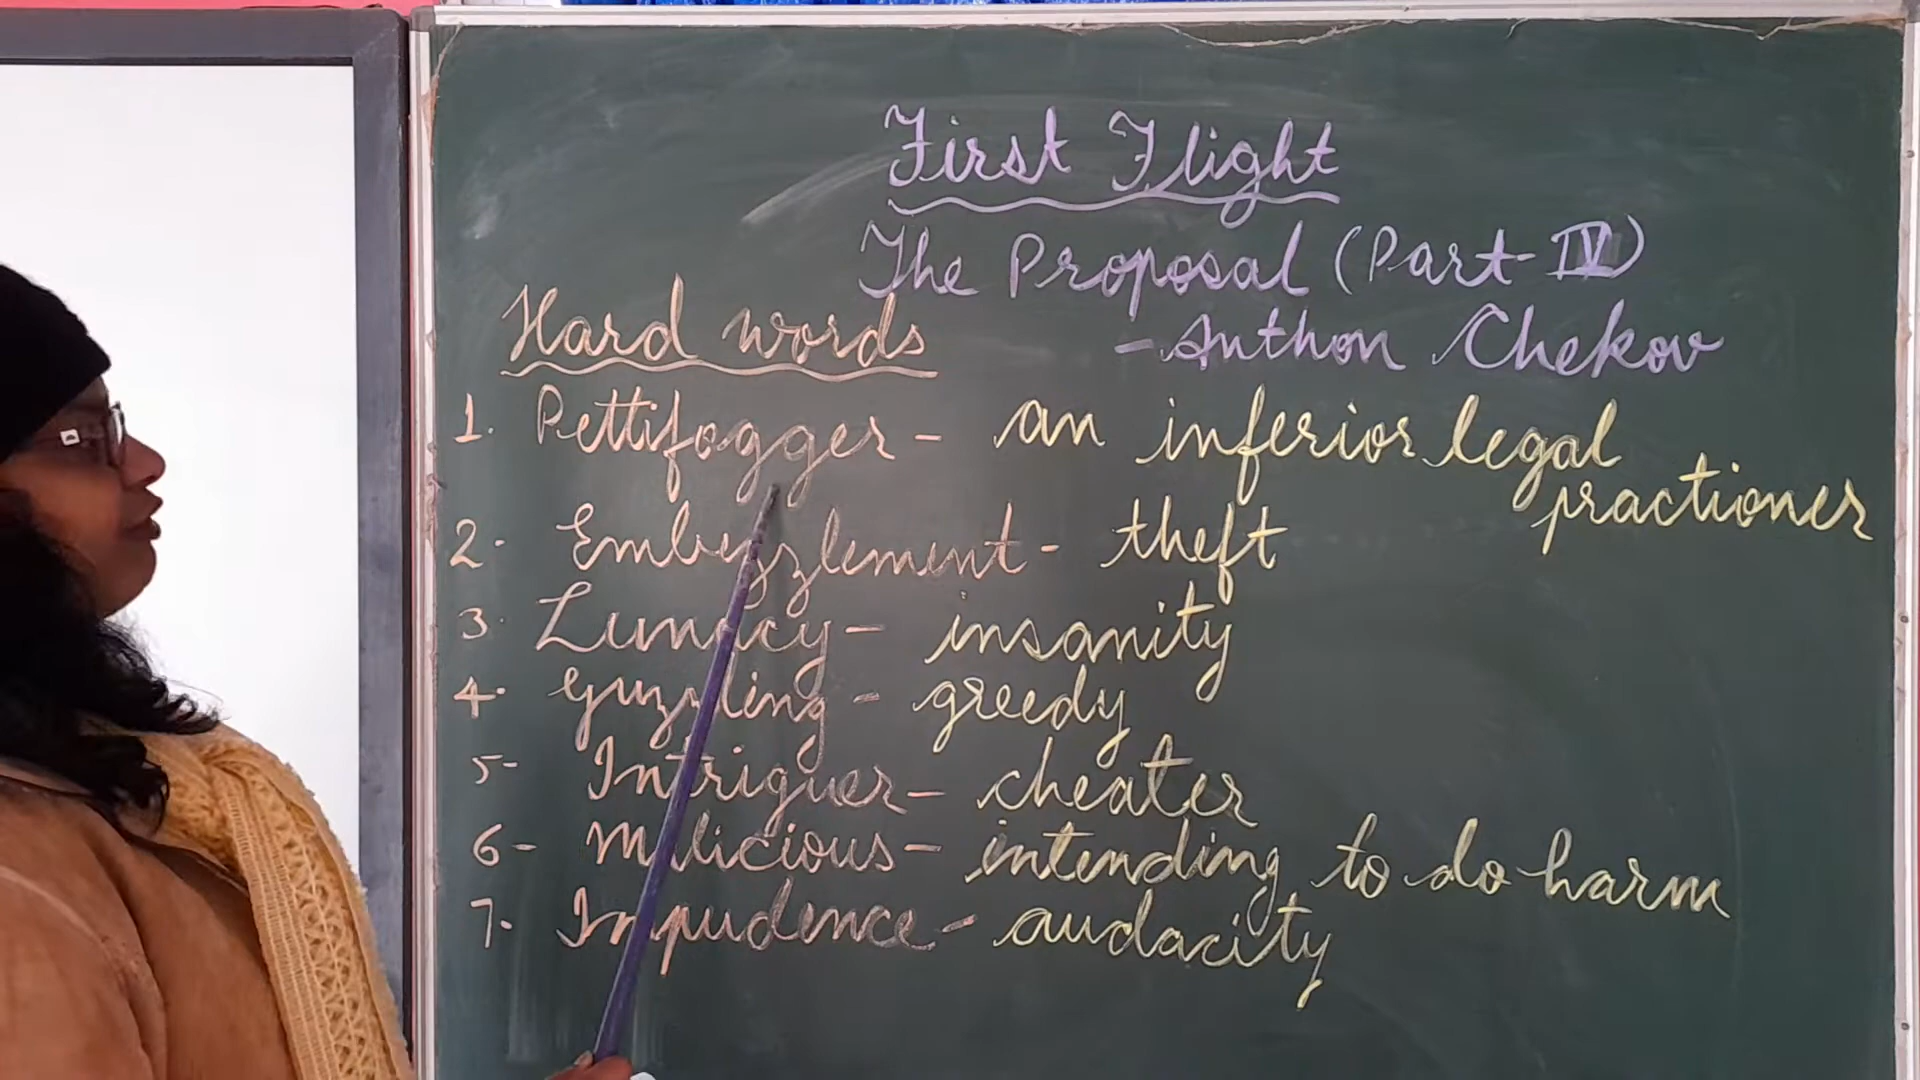 First Flight
The Proposal (Part-IV)
Hard words
- Anthon Chekov
1. Pettifogger - an inferior legal
practioner
2. Embezzlement - theft
3. Lunacy - insanity
4. Guzzling - greedy
5- Intriguer - cheater
6- Malicious - intending to do harm
7. Impudence - audacity